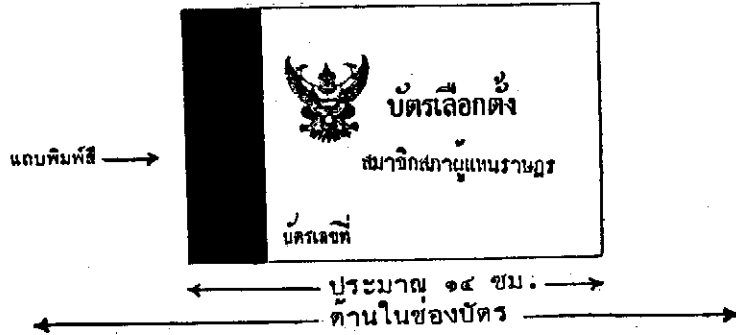 บัตรเลือกตั้ง
แถบพิมพ์สี
สมาชิกสภาผู้แทนราษฎร
บัตรเลขที่
ประมาณ ๑๔ ซม.
ด้านในของบัตร